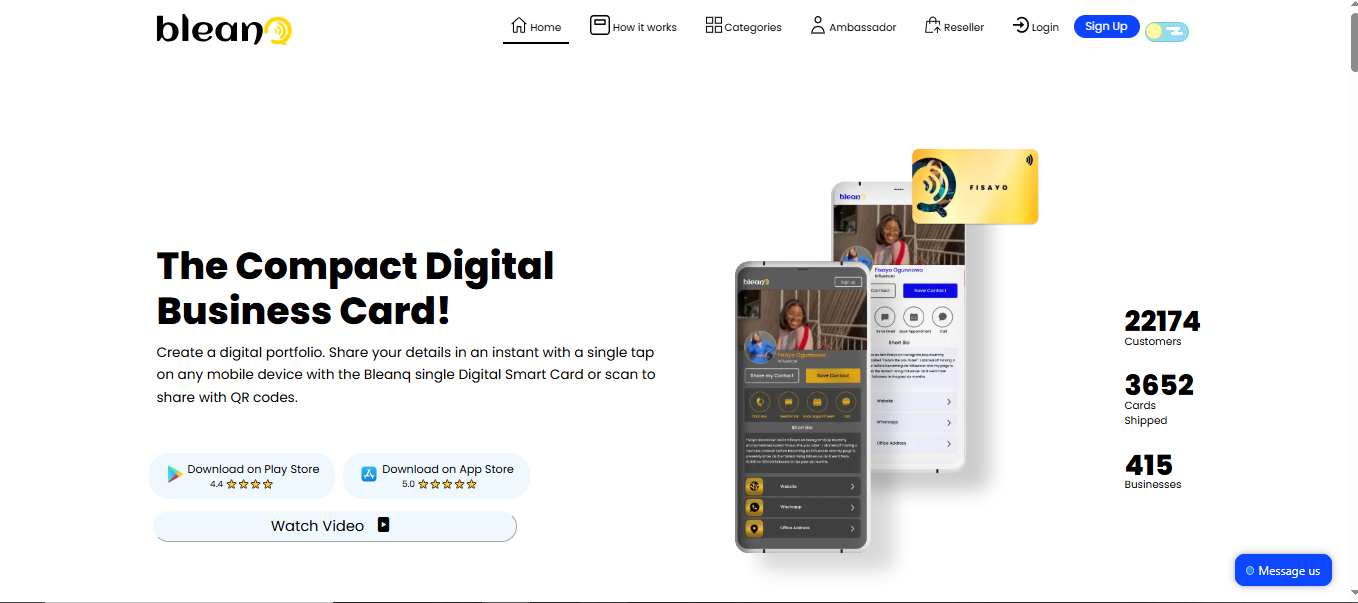 bleanQ
Home
How it works
Categories
Ambassador
Reseller
Login
Sign Up
FISAYO
The Compact Digital
Business Card!
Create a digital portfolio. Share your details in an instant with a single tap
on any mobile device with the Bleanq single Digital Smart Card or scan to
share with QR codes.
Download on Play Store
4.4
Download on App Store
5.0
Watch Video
bleanQ
Fisayo Ogunnowo
Influencer
Contact
Save Contact
Send Email
Book Appointment
Call
Short Bio
Website
Whatsapp
Office Address
bleanQ
Sign up
Fisayo Ogunnowo
Influencer
Share my Contact
Save Contact
Book Appointment
Short Bio
Website
Whatsapp
Office Address
22174
Customers
3652
Cards
Shipped
415
Businesses
Message us